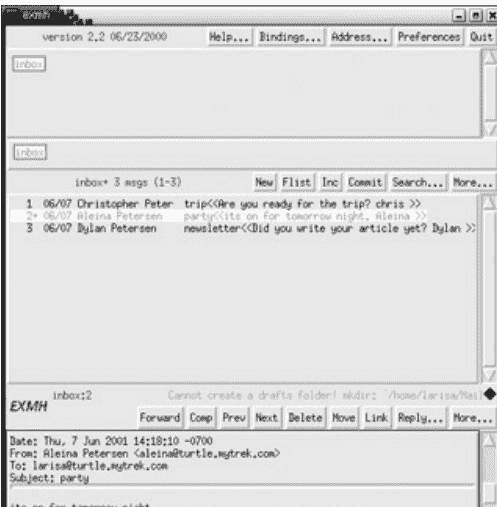 exmh
version 2.2 06/23/2000 Help... Bindings... Address... Preferences Quit
inbox
inbox
inbox+ 3 msgs (1-3) New Flist Inc Commit Search... More...
1 06/07 Christopher Peter trip<<Are you ready for the trip? chris >>
2+ 06/07 Aleina Petersen party<<its on for tomorrow night, Aleina >>
3 06/07 Dylan Petersen newsletter<<Did you write your article yet? Dylan >>
EXMH inbox:2 Cannot create a drafts folder! mkdir: `/home/larisa/Mail
Forward Comp Prev Next Delete Move Link Reply... More...
Date: Thu, 7 Jun 2001 14:18:10 -0700
From: Aleina Petersen <aleina@turtle.mytrek.com>
To: larisa@turtle.mytrek.com
Subject: party
its on for tomorrow night